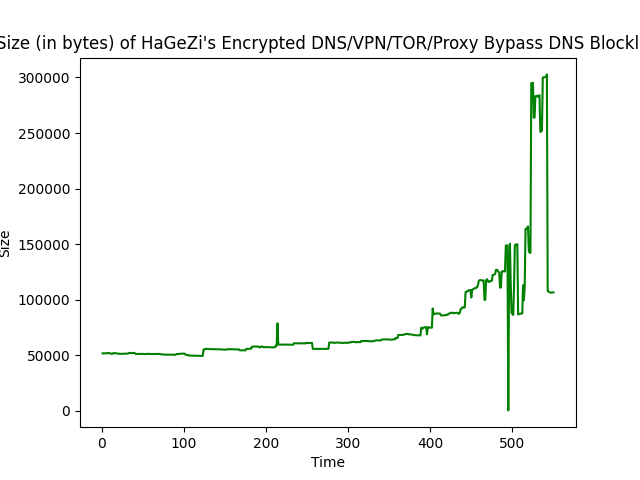 Size (in bytes) of HaGeZi's Encrypted DNS/VPN/TOR/Proxy Bypass DNS Blockl
300000
250000
200000
150000
100000
50000
0
Size
0 100 200 300 400 500
Time